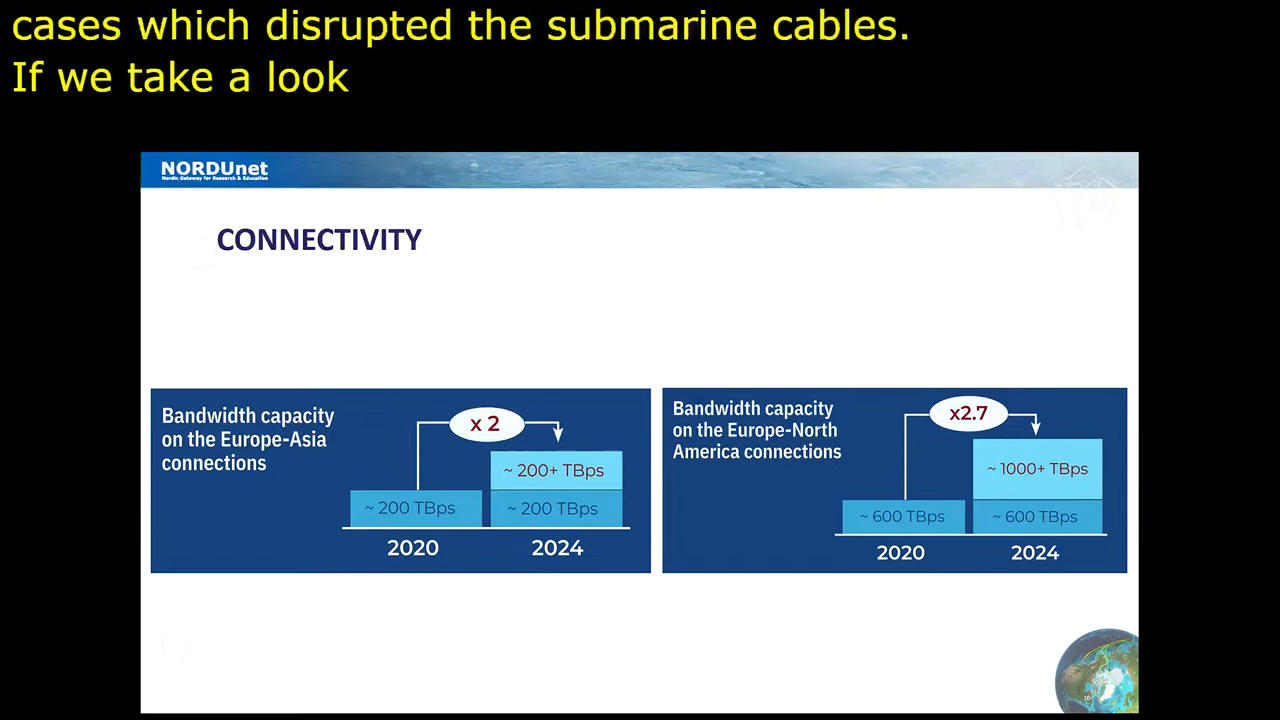 cases which disrupted the submarine cables.
If we take a look
NORDUnet
Nordic Gateway for Research & Education
CONNECTIVITY
Bandwidth capacity
on the Europe-Asia
connections
x 2
~ 200+ TBps
~ 200 TBps
~ 200 TBps
2020
2024
Bandwidth capacity
on the Europe-North
America connections
x2.7
~ 1000+ TBps
~ 600 TBps
~ 600 TBps
2020
2024